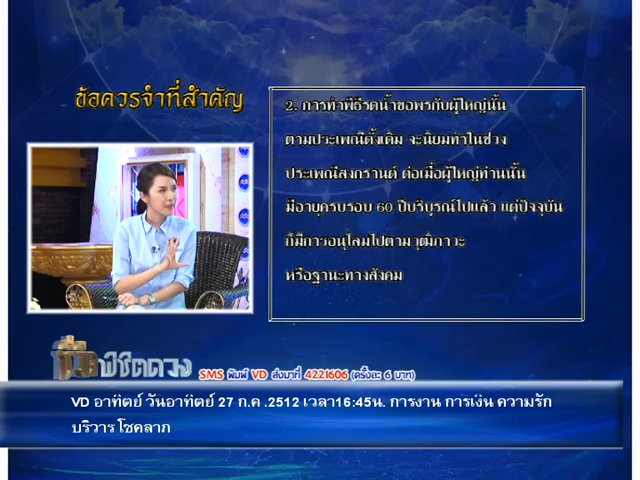 ข้อควรจำที่สำคัญ
2. การทำพิธีรดน้ำขอพรกับผู้ใหญ่นั้น
ตามประเพณีดั้งเดิม จะนิยมทำในช่วง
ประเพณีสงกรานต์ ต่อเมื่อผู้ใหญ่ท่านนั้น
มีอายุครบรอบ 60 ปีบริบูรณ์ไปแล้ว แต่ปัจจุบัน
ก็มีการอนุโลมไปตามวุฒิภาวะ
หรือฐานะทางสังคม
พิชิตดวง
SMS พิมพ์ VD ส่งมาที่ 4221606 (ครั้งละ 6 บาท)
VD อาทิตย์ วันอาทิตย์ 27 ก.ค .2512 เวลา16:45น. การงาน การเงิน ความรัก
บริวาร โชคลาภ